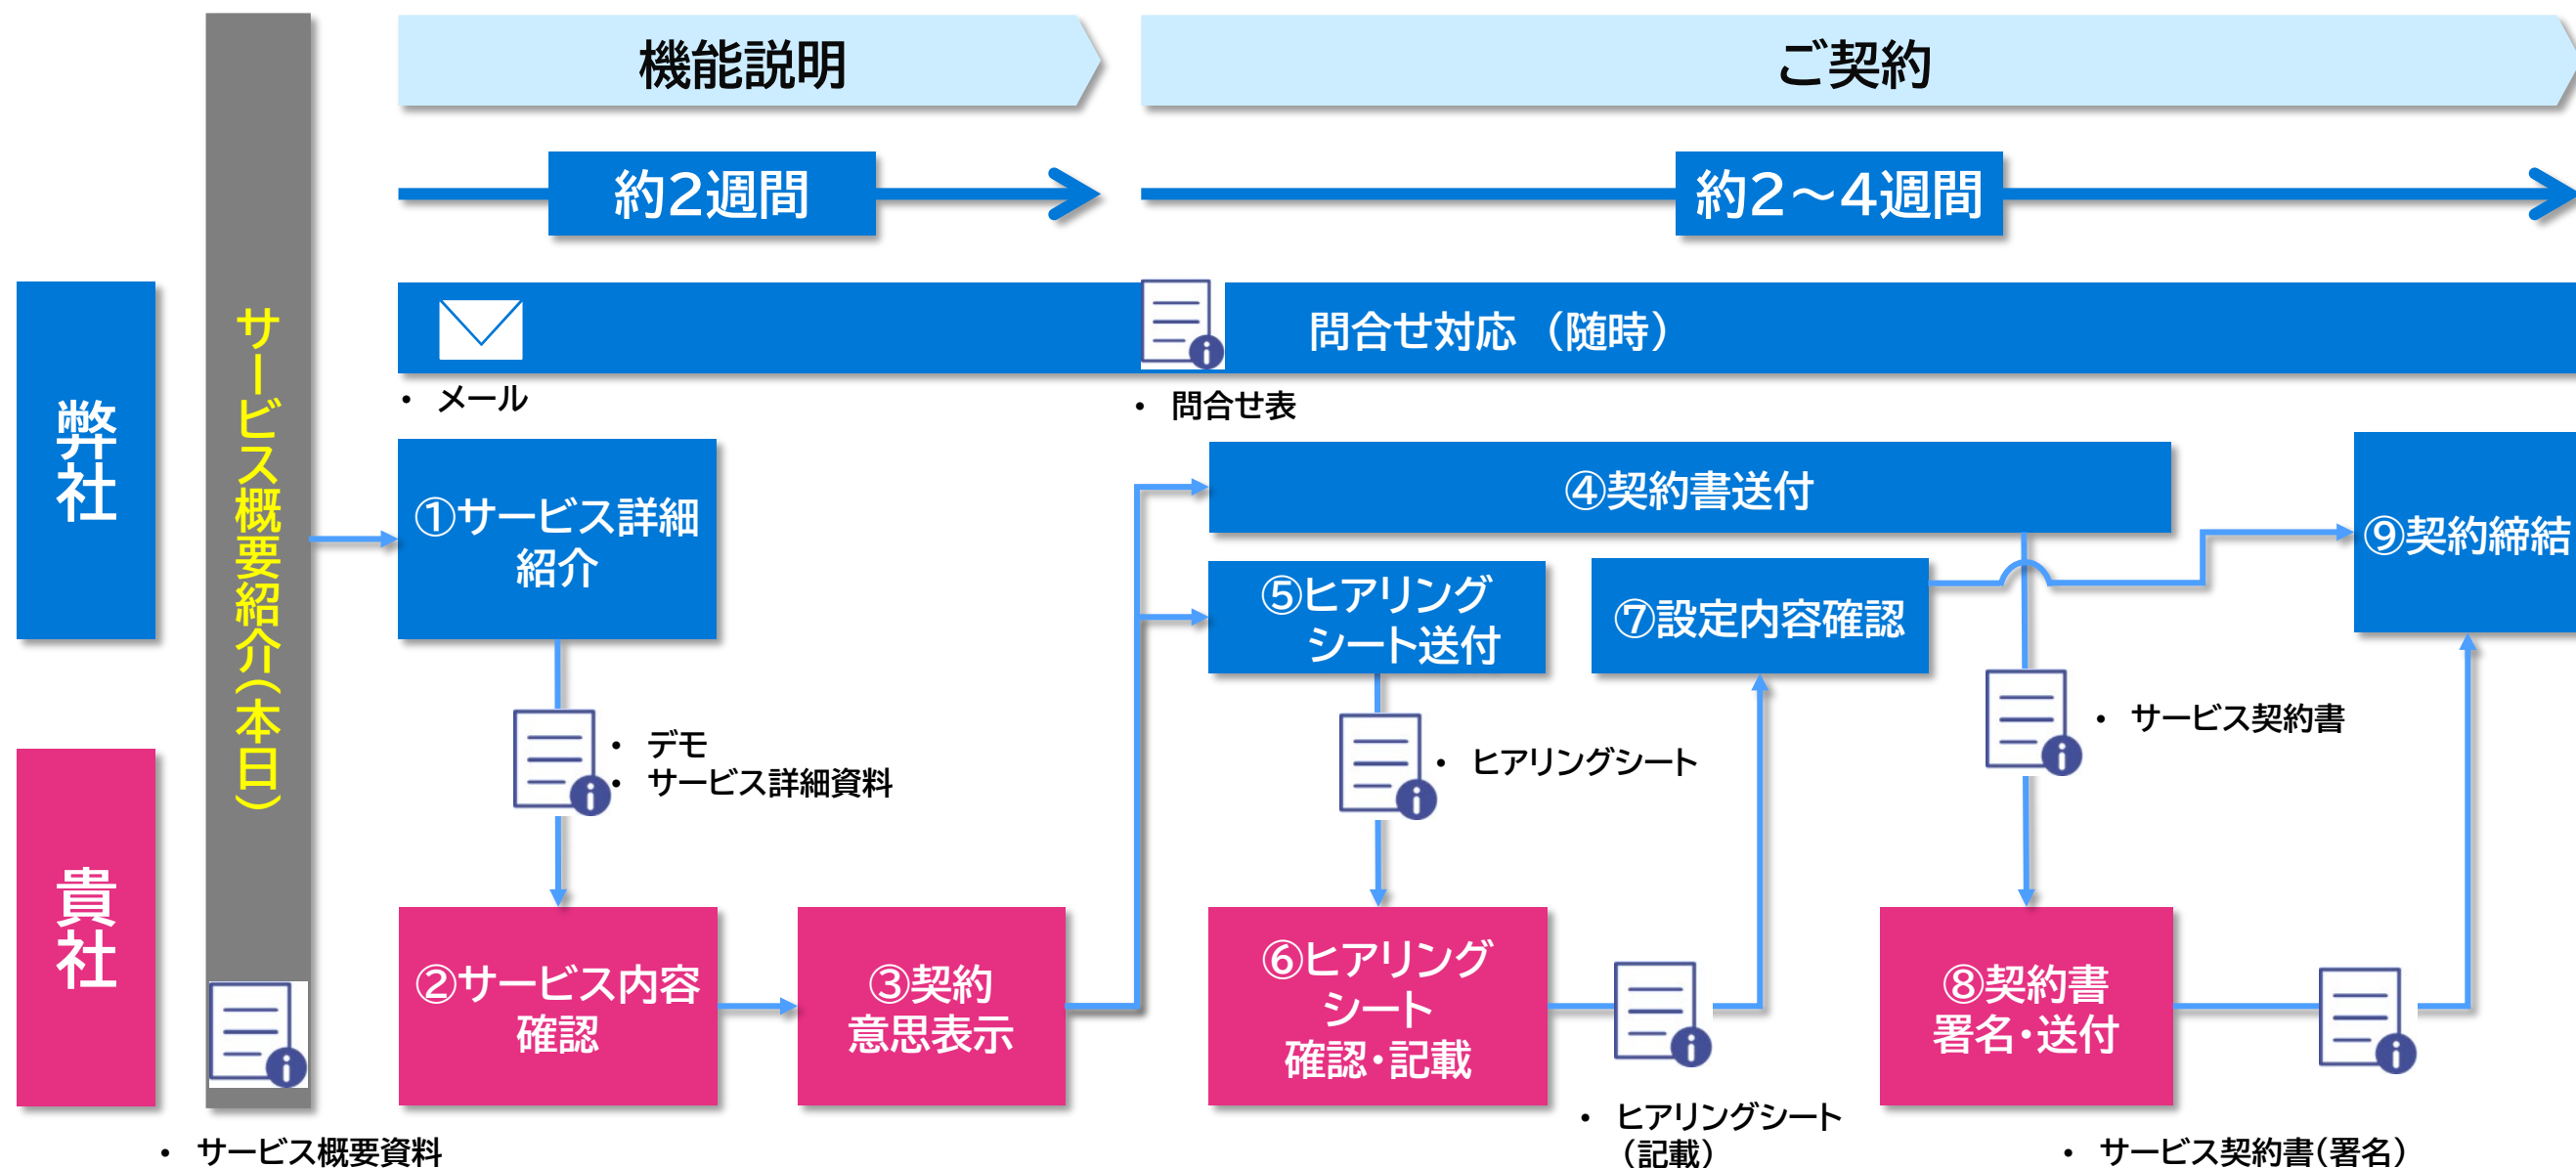 機能説明
ご契約
約2週間
約2～4週間
弊社
貴社
サービス概要紹介(本日)
問合せ対応 （随時）
• メール
• 問合せ表
①サービス詳細
紹介
④契約書送付
⑤ヒアリング
シート送付
⑦設定内容確認
⑨契約締結
• デモ
• サービス詳細資料
• ヒアリングシート
• サービス契約書
②サービス内容
確認
③契約
意思表示
⑥ヒアリング
シート
確認・記載
⑧契約書
署名・送付
• サービス概要資料
• ヒアリングシート
（記載）
• サービス契約書（署名）